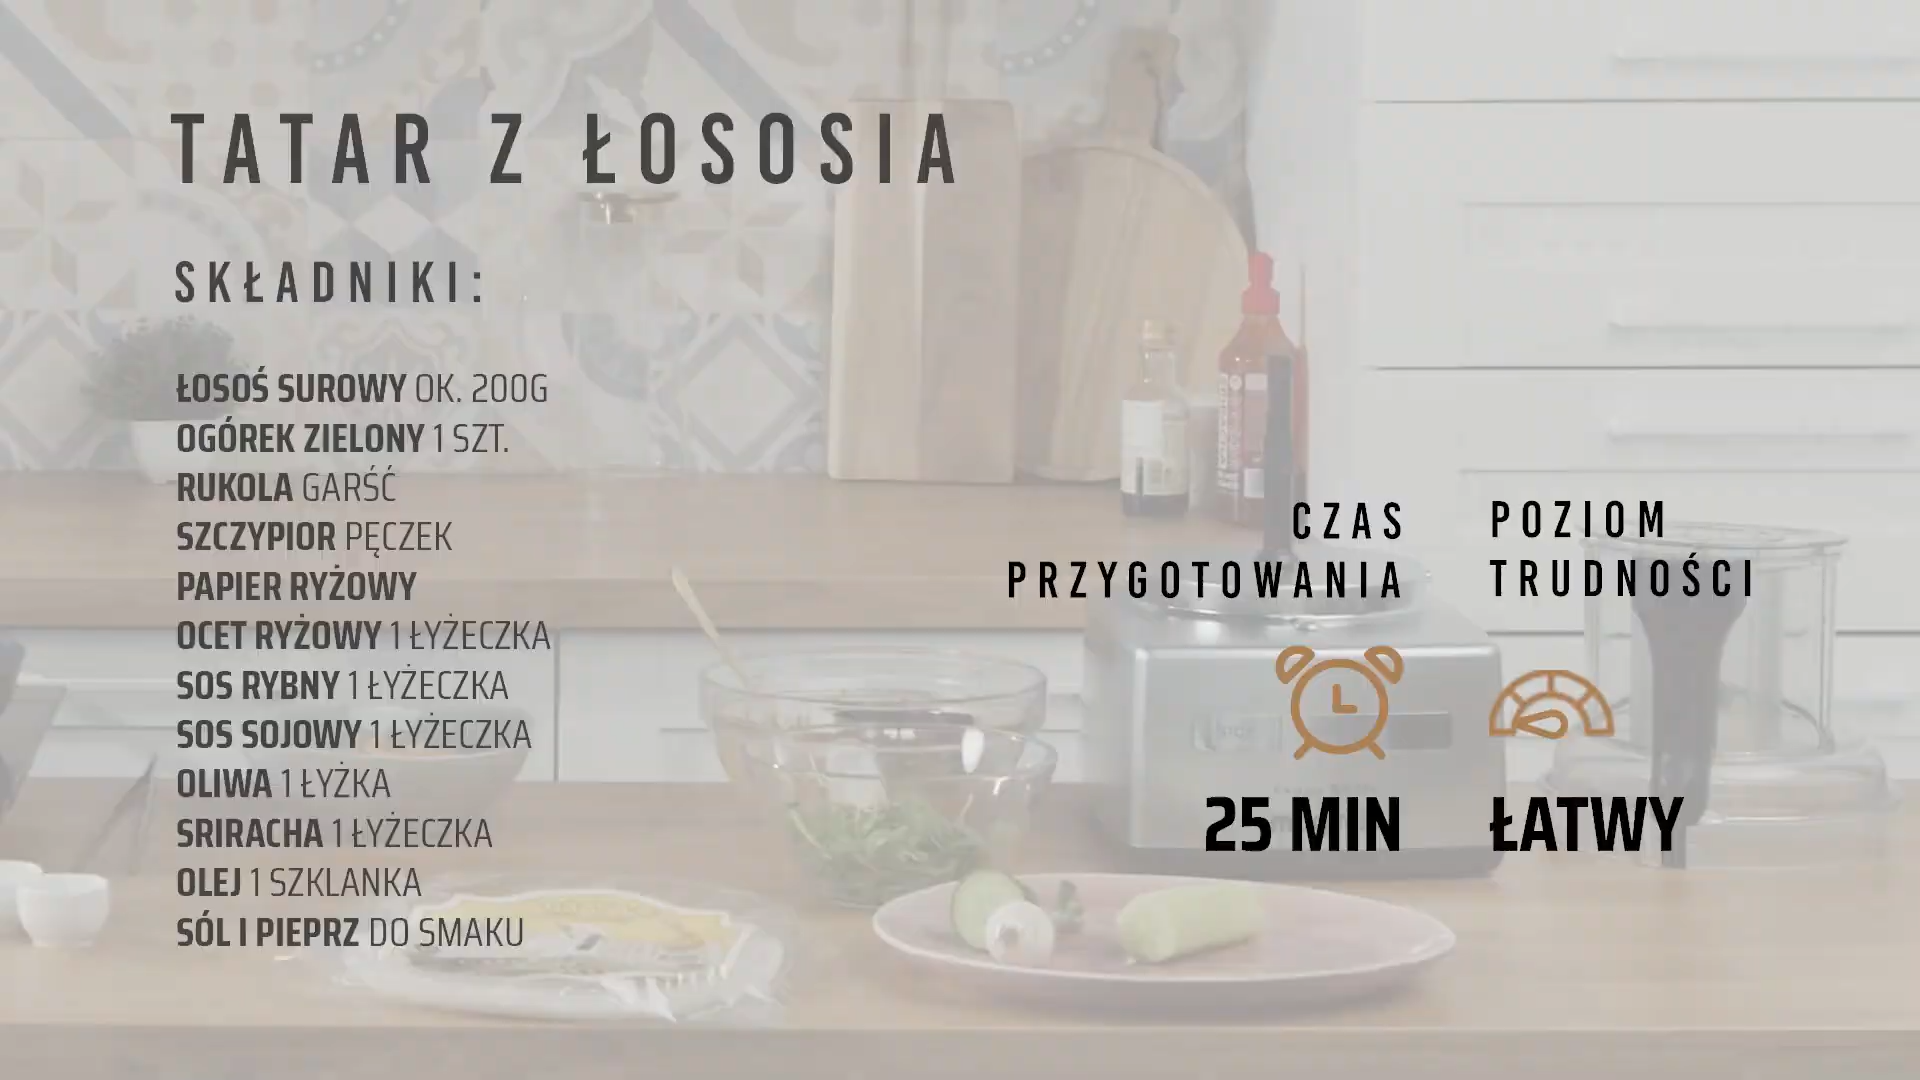 TATAR Z ŁOSOSIA
SKŁADNIKI:
ŁOSOŚ SUROWY OK. 200G
OGÓREK ZIELONY 1 SZT.
RUKOLA GARŚĆ
SZCZYPIOR PĘCZEK
PAPIER RYŻOWY
OCET RYŻOWY 1 ŁYŻECZKA
SOS RYBNY 1 ŁYŻECZKA
SOS SOJOWY 1 ŁYŻECZKA
OLIWA 1 ŁYŻKA
SRIRACHA 1 ŁYŻECZKA
OLEJ 1 SZKLANKA
SÓL I PIEPRZ DO SMAKU
CZAS
PRZYGOTOWANIA
25 MIN
POZIOM
TRUDNOŚCI
ŁATWY